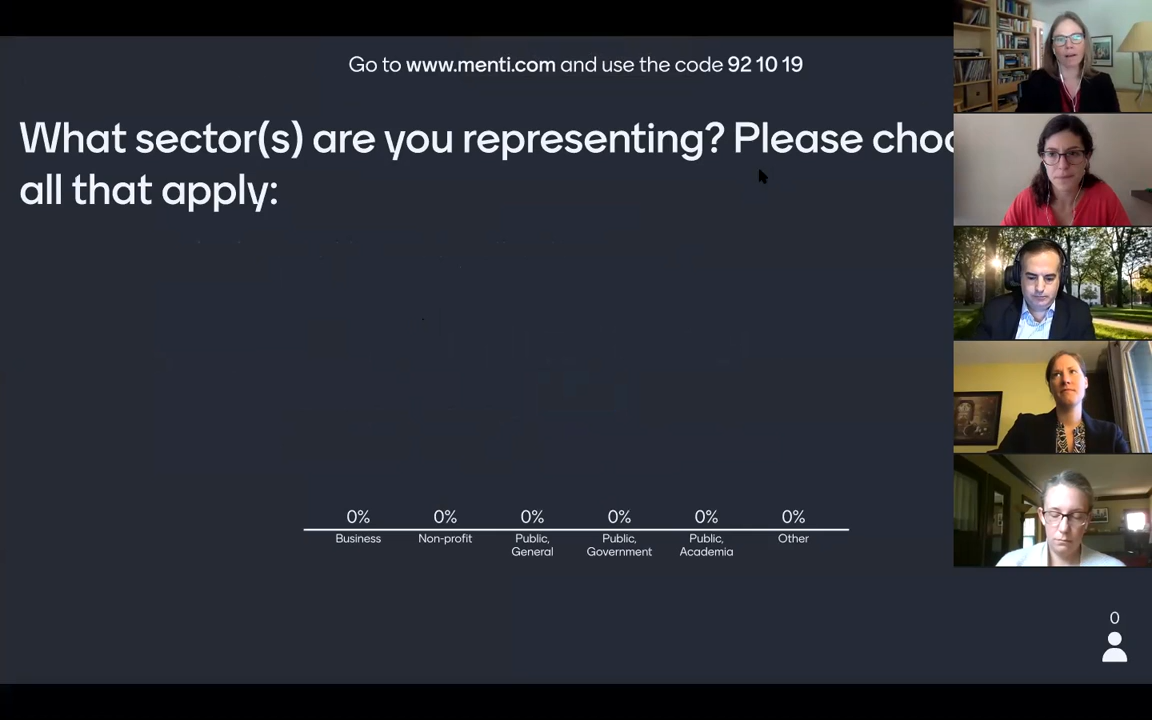 Go to www.menti.com and use the code 92 10 19
What sector(s) are you representing? Please
all that apply:
0% 0% 0% 0% 0% 0%
Business Non-profit Public, General Public, Government Public, Academia Other
0